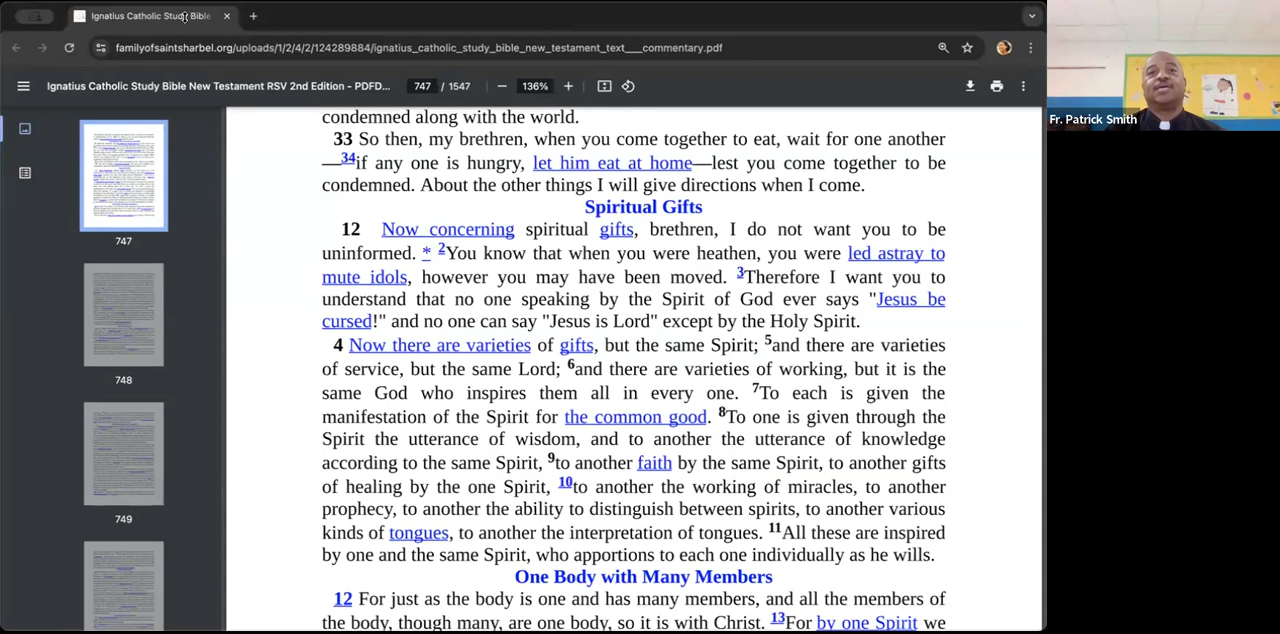 Ignatius Catholic Study Bible
familyofsaintsharbel.org/uploads/1/2/4/2/124289884/ignatius_catholic_study_bible_new_testament_text___commentary.pdf
Ignatius Catholic Study Bible New Testament RSV 2nd Edition - PDFD...
747 / 1547
136%
Fr. Patrick Smith
747
748
749
condemned along with the world.
33 So then, my brethren, when you come together to eat, wait for one another
—34if any one is hungry, let him eat at home—lest you come together to be
condemned. About the other things I will give directions when I come.
Spiritual Gifts
12 Now concerning spiritual gifts, brethren, I do not want you to be
uninformed. * 2You know that when you were heathen, you were led astray to
mute idols, however you may have been moved. 3Therefore I want you to
understand that no one speaking by the Spirit of God ever says "Jesus be
cursed!" and no one can say "Jesus is Lord" except by the Holy Spirit.
4 Now there are varieties of gifts, but the same Spirit; 5and there are varieties
of service, but the same Lord; 6and there are varieties of working, but it is the
same God who inspires them all in every one. 7To each is given the
manifestation of the Spirit for the common good. 8To one is given through the
Spirit the utterance of wisdom, and to another the utterance of knowledge
according to the same Spirit, 9to another faith by the same Spirit, to another gifts
of healing by the one Spirit, 10to another the working of miracles, to another
prophecy, to another the ability to distinguish between spirits, to another various
kinds of tongues, to another the interpretation of tongues. 11All these are inspired
by one and the same Spirit, who apportions to each one individually as he wills.
One Body with Many Members
12 For just as the body is one and has many members, and all the members of
the body, though many, are one body, so it is with Christ. 13For by one Spirit we